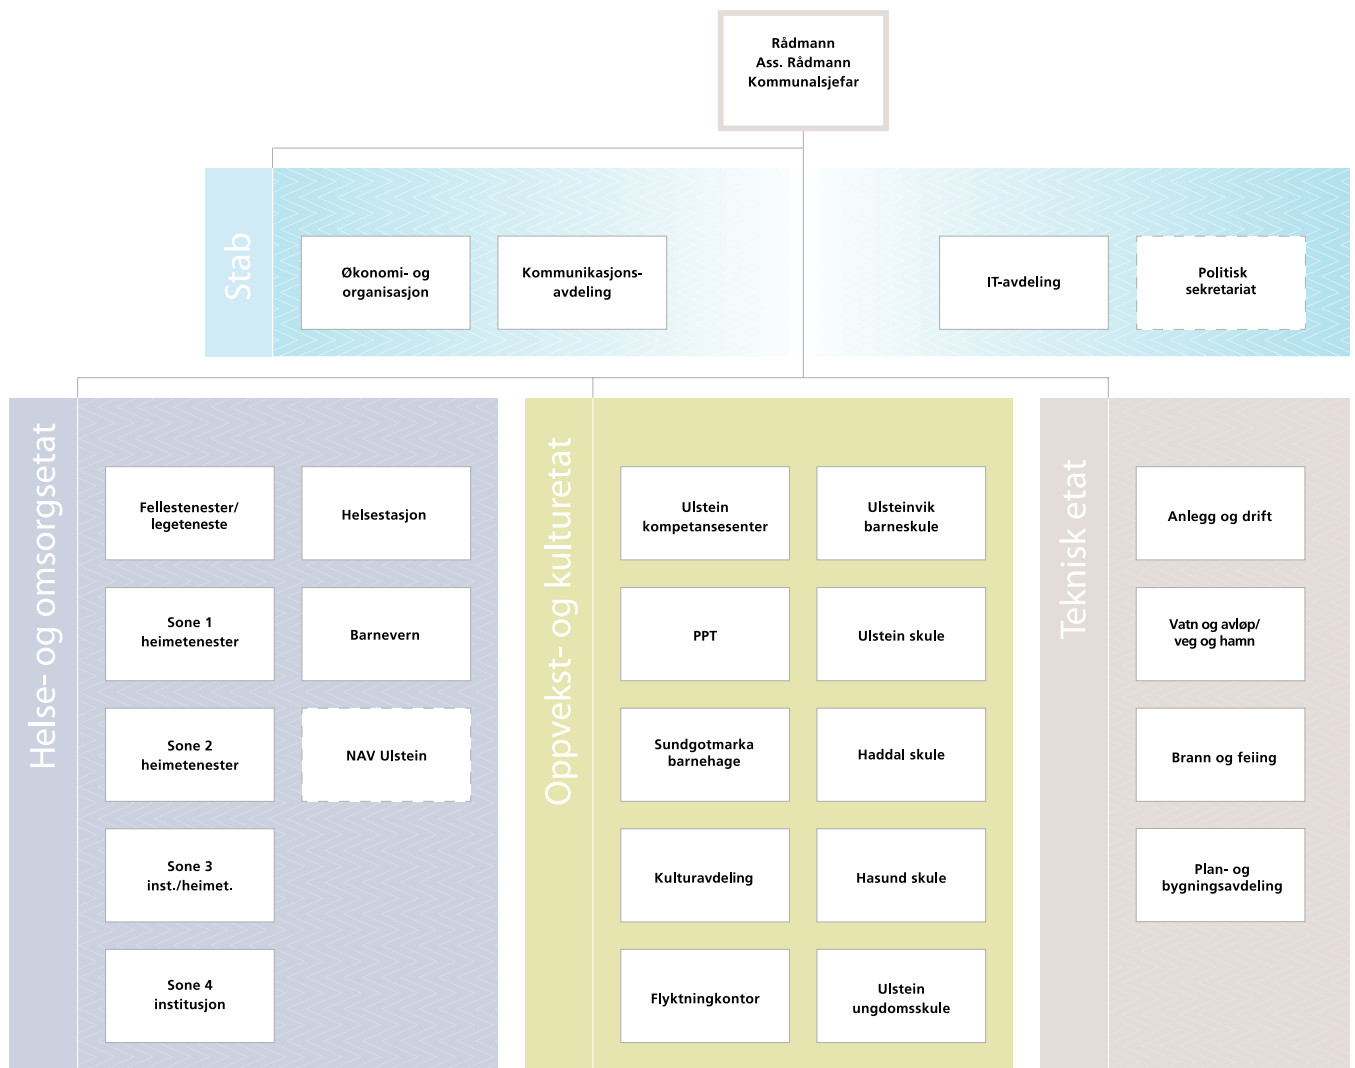 Rådmann
Ass. Rådmann
Kommunalsjefar
Stab
Økonomi- og
organisasjon
Kommunikasjons-
avdeling
IT-avdeling
Politisk
sekretariat
Helse- og omsorgsetat
Fellestenester/
legeteneste
Helsestasjon
Sone 1
heimetenester
Barnevern
Sone 2
heimetenester
NAV Ulstein
Sone 3
inst./heimet.
Sone 4
institusjon
Oppvekst- og kulturetat
Ulstein
kompetansesenter
Ulsteinvik
barneskule
PPT
Ulstein skule
Sundgotmarka
barnehage
Haddal skule
Kulturavdeling
Hasund skule
Flyktningkontor
Ulstein
ungdomsskule
Teknisk etat
Anlegg og drift
Vatn og avløp/
veg og hamn
Brann og feiing
Plan- og
bygningsavdeling